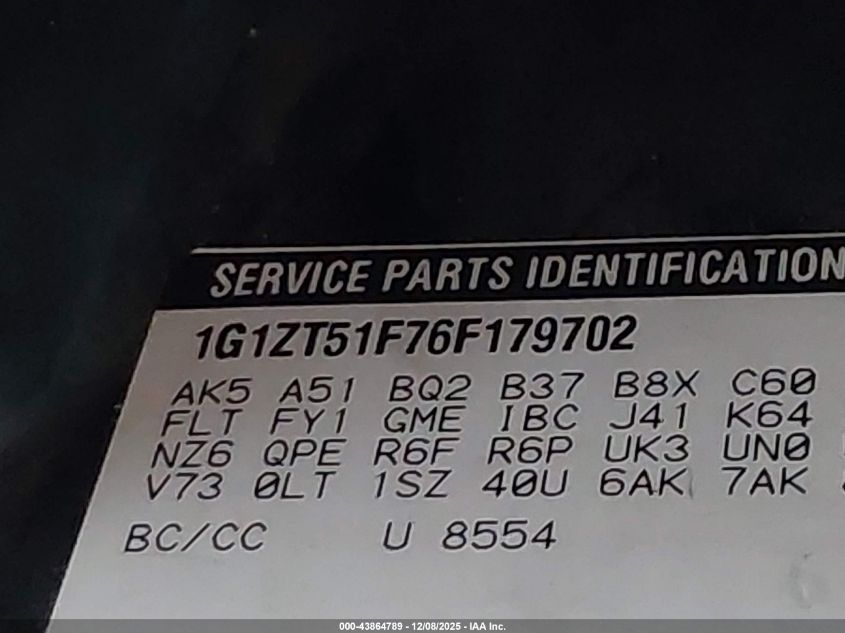 SERVICE PARTS IDENTIFICATION
1G1ZT51F76F179702
AK5 A51 BQ2 B37 B8X C60
FLT FY1 GME IBC J41 K64
NZ6 QPE R6F R6P UK3 UN0
V73 0LT 1SZ 40U 6AK 7AK
BC/CC U 8554
000-43864789 - 12/08/2025 - IAA Inc.